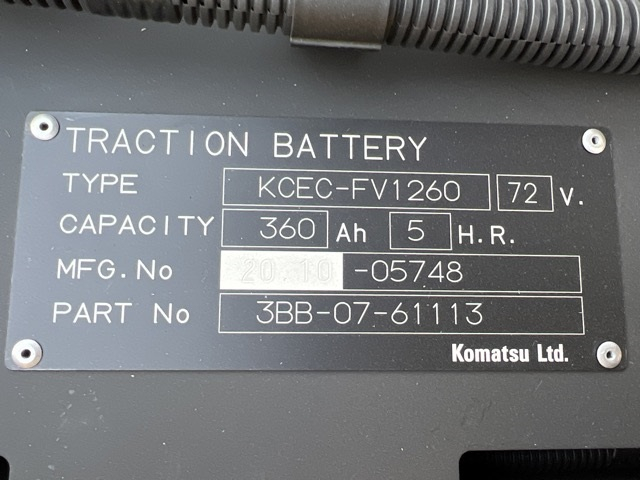 TRACTION BATTERY
TYPE KCEC-FV1260 72 V.
CAPACITY 360 Ah 5 H.R.
MFG.No 20 10 -05748
PART No 3BB-07-61113
Komatsu Ltd.